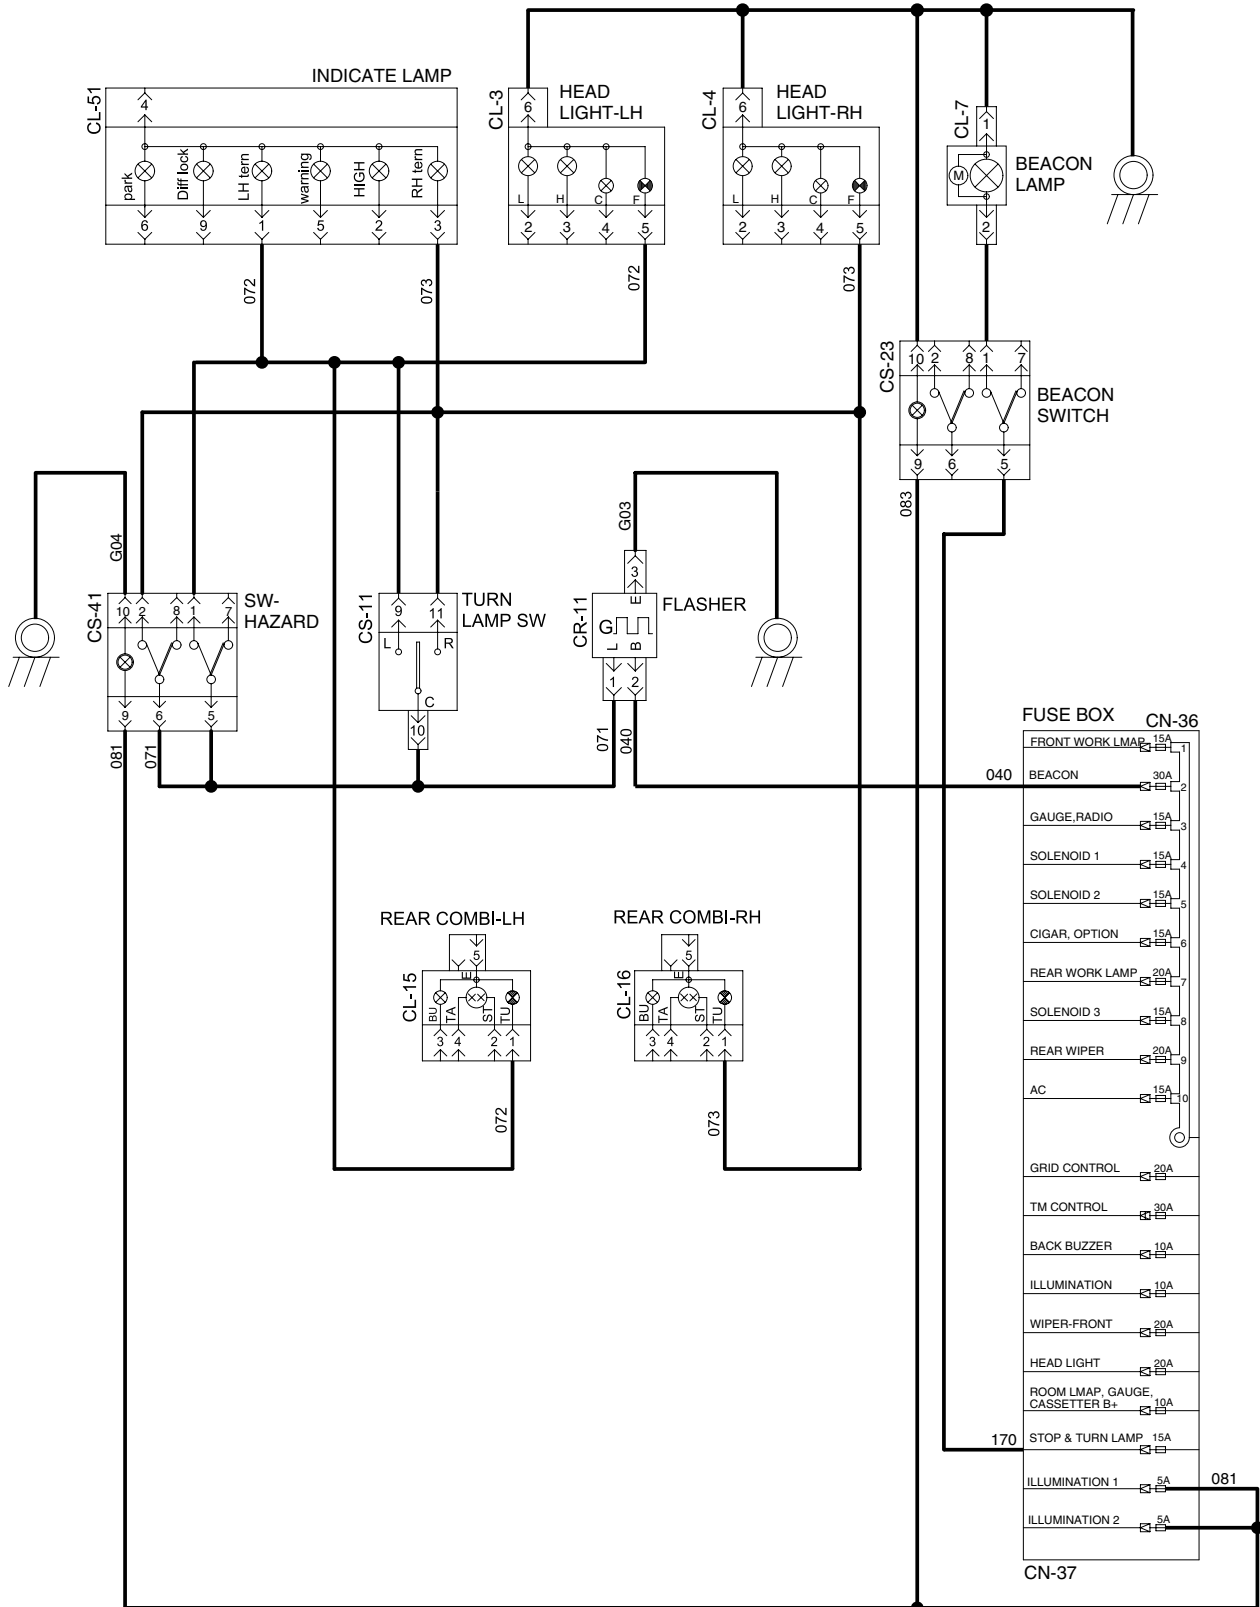 INDICATE LAMP
CL-51
4
park
Diff lock
LH tern
warning
HIGH
RH tern
6 9 1 5 2 3
072
073
CL-3
HEAD
LIGHT-LH
6
L H C F
2 3 4 5
072
CL-4
HEAD
LIGHT-RH
6
L H C F
2 3 4 5
073
CL-7
1
M
BEACON
LAMP
2
CS-23
10 2 8 1 7
BEACON
SWITCH
9 6 5
083
G04
CS-41
10 2 8 1 7
SW-
HAZARD
9 6 5
081
071
CS-11
9 11
TURN
LAMP SW
L R
C
10
G03
3
CR-11
E
FLASHER
G
L B
1 2
071
040
FUSE BOX
CN-36
FRONT WORK LMAP 15A 1
040 BEACON 30A 2
GAUGE,RADIO 15A 3
SOLENOID 1 15A 4
SOLENOID 2 15A 5
CIGAR, OPTION 15A 6
REAR WORK LAMP 20A 7
SOLENOID 3 15A 8
REAR WIPER 20A 9
AC 15A 10
GRID CONTROL 20A
TM CONTROL 30A
BACK BUZZER 10A
ILLUMINATION 10A
WIPER-FRONT 20A
HEAD LIGHT 20A
ROOM LMAP, GAUGE,
CASSETTER B+ 10A
170 STOP & TURN LAMP 15A
ILLUMINATION 1 5A 081
ILLUMINATION 2 5A
CN-37
REAR COMBI-LH
5
CL-15
E
BU TA ST TU
3 4 2 1
072
REAR COMBI-RH
5
CL-16
E
BU TA ST TU
3 4 2 1
073